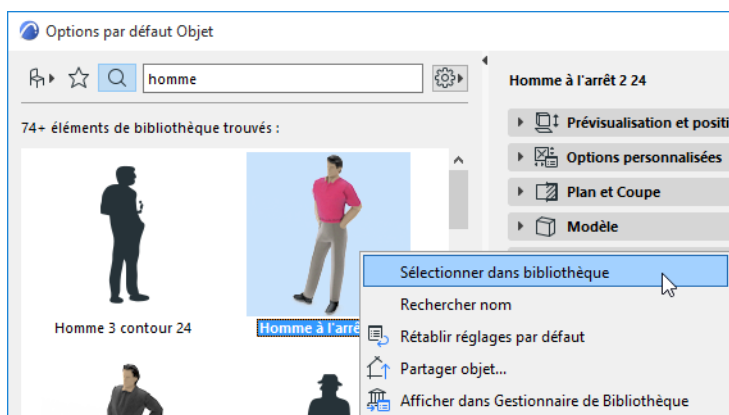 Options par défaut Objet
homme
Homme à l'arrêt 2 24
74+ éléments de bibliothèque trouvés :
Prévisualisation et positi
Options personnalisées
Plan et Coupe
Modèle
Homme 3 contour 24
Homme à l'arrê
Sélectionner dans bibliothèque
Rechercher nom
Rétablir réglages par défaut
Partager objet...
Afficher dans Gestionnaire de Bibliothèque